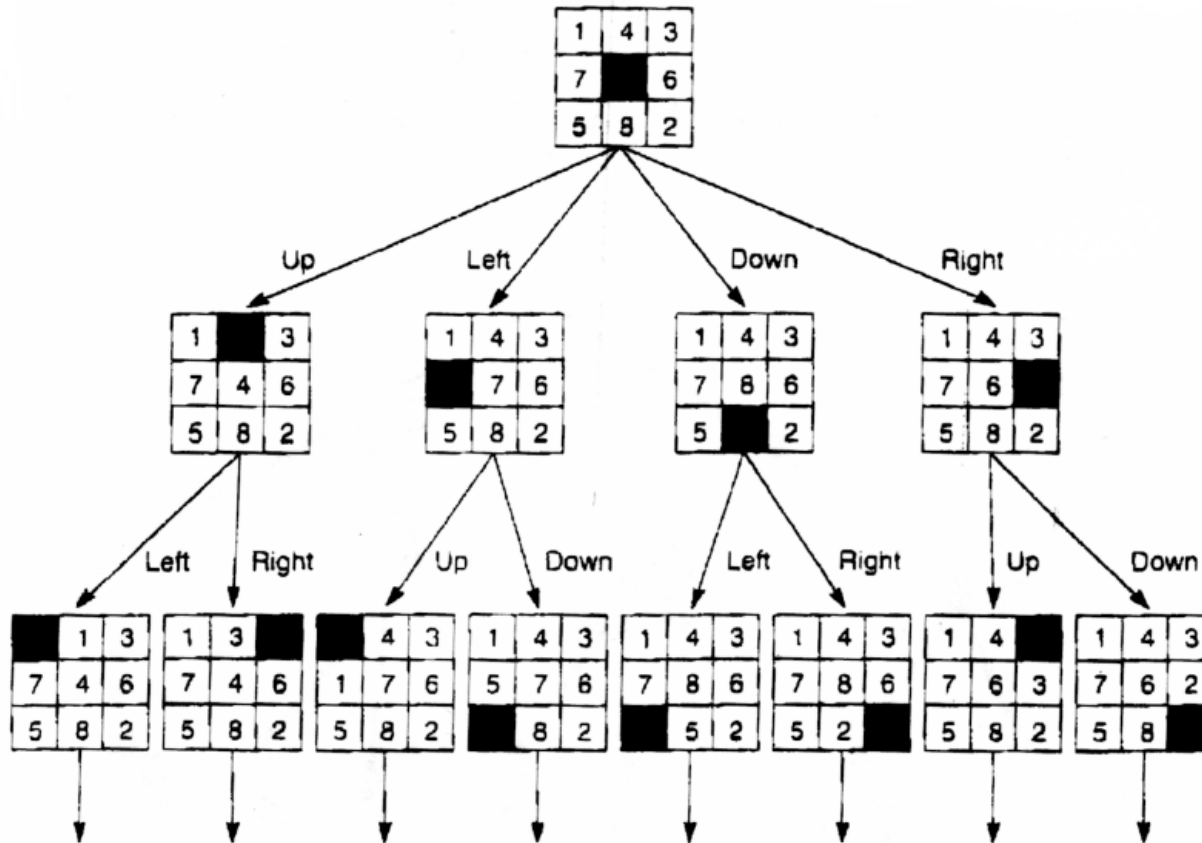 1 4 3
7 6
5 8 2
Up Left Down Right
1 3 1 4 3 1 4 3 1 4 3
7 4 6 7 6 7 8 6 7 6
5 8 2 5 8 2 5 2 5 8 2
Left Right Up Down Left Right Up Down
1 3 1 3 4 3 1 4 3 1 4 3 1 4 3 1 4 1 4 3
7 4 6 7 4 6 1 7 6 5 7 6 7 8 6 7 8 6 7 6 3 7 6 2
5 8 2 5 8 2 5 8 2 8 2 5 2 5 2 5 8 2 5 8